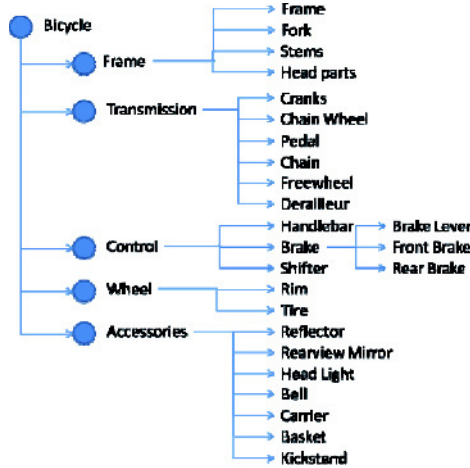 Bicycle
Frame
Frame
Fork
Stems
Head parts
Transmission
Cranks
Chain Wheel
Pedal
Chain
Freewheel
Derailleur
Control
Handlebar
Brake
Brake Lever
Front Brake
Rear Brake
Shifter
Wheel
Rim
Tire
Accessories
Reflector
Rearview Mirror
Head Light
Bell
Carrier
Basket
Kickstand